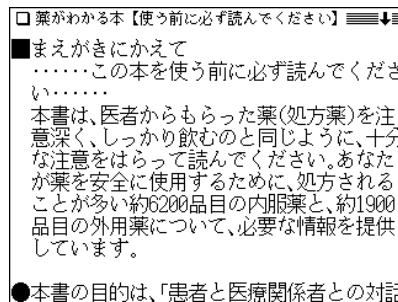 薬がわかる本【使う前に必ず読んでください】
■まえがきにかえて
……この本を使う前に必ず読んでくださ
い……
本書は、医者からもらった薬(処方薬)を注
意深く、しっかり飲むのと同じように、十分
な注意をはらって読んでください。あなた
が薬を安全に使用するために、処方される
ことが多い約6200品目の内服薬と、約1900
品目の外用薬について、必要な情報を提供
しています。
●本書の目的は、「患者と医療関係者との対話